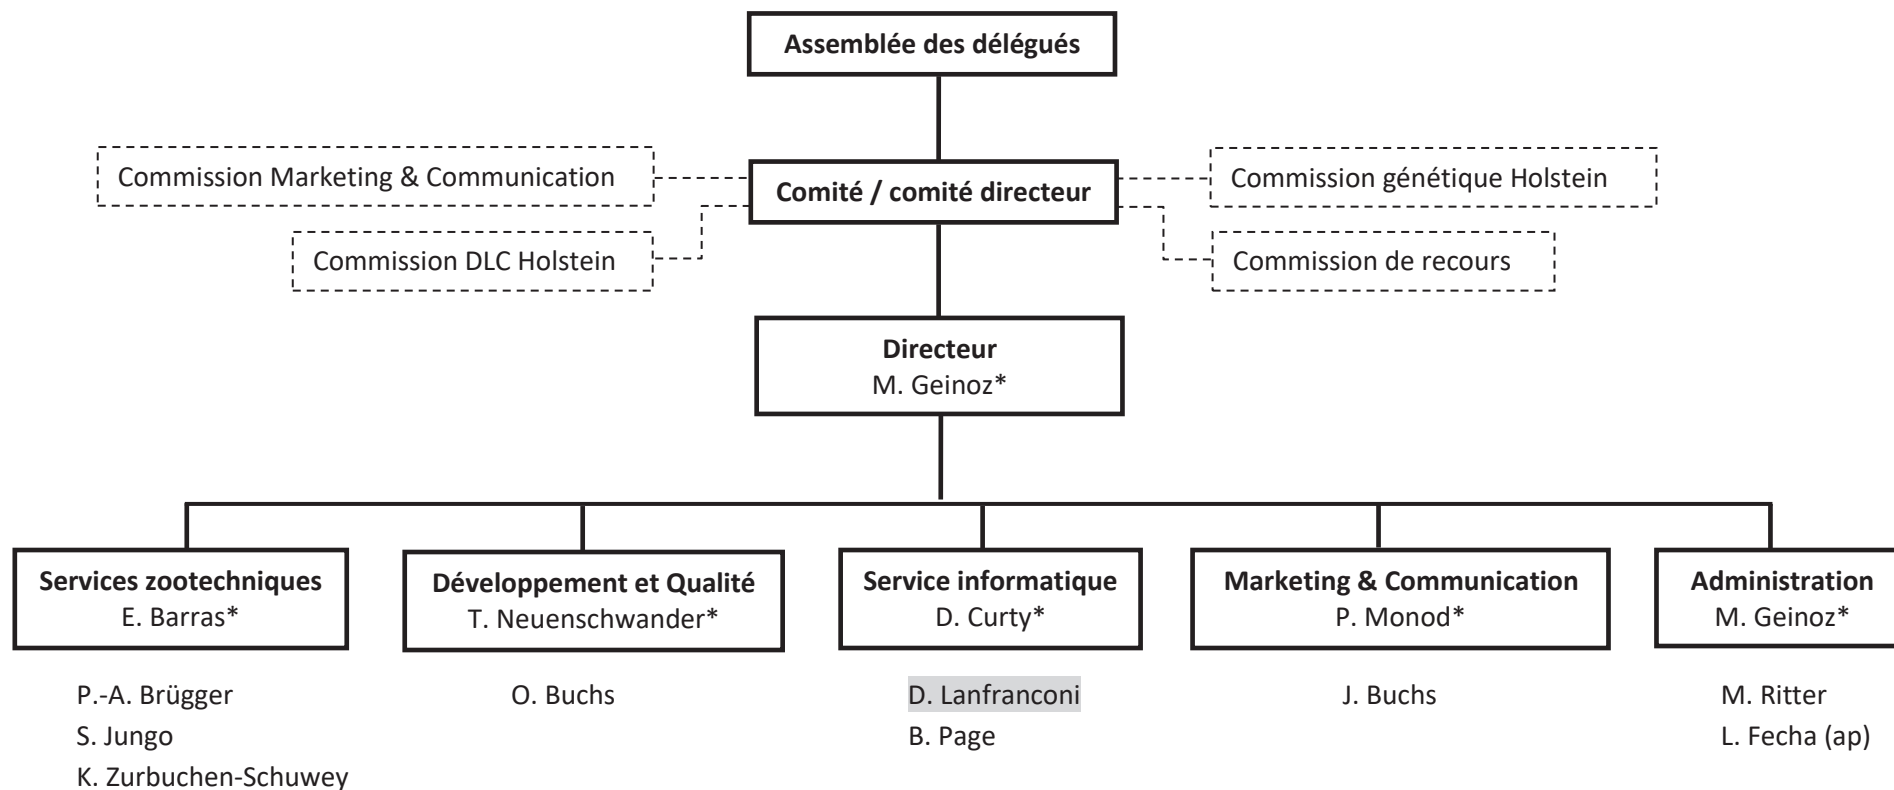 Assemblée des délégués
Commission Marketing & Communication
Comité / comité directeur
Commission génétique Holstein
Commission DLC Holstein
Commission de recours
Directeur
M. Geinoz*
Services zootechniques
E. Barras*
Développement et Qualité
T. Neuenschwander*
Service informatique
D. Curty*
Marketing & Communication
P. Monod*
Administration
M. Geinoz*
P.-A. Brügger
S. Jungo
K. Zurbuchen-Schuwey
O. Buchs
D. Lanfranconi
B. Page
J. Buchs
M. Ritter
L. Fecha (ap)